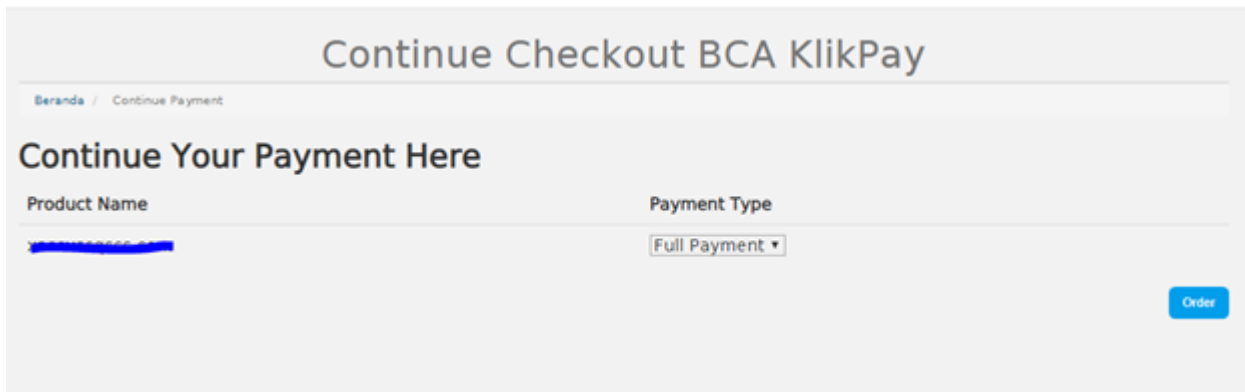 Continue Checkout BCA KlikPay
Beranda / Continue Payment
Continue Your Payment Here
Product Name Payment Type
Full Payment
Order